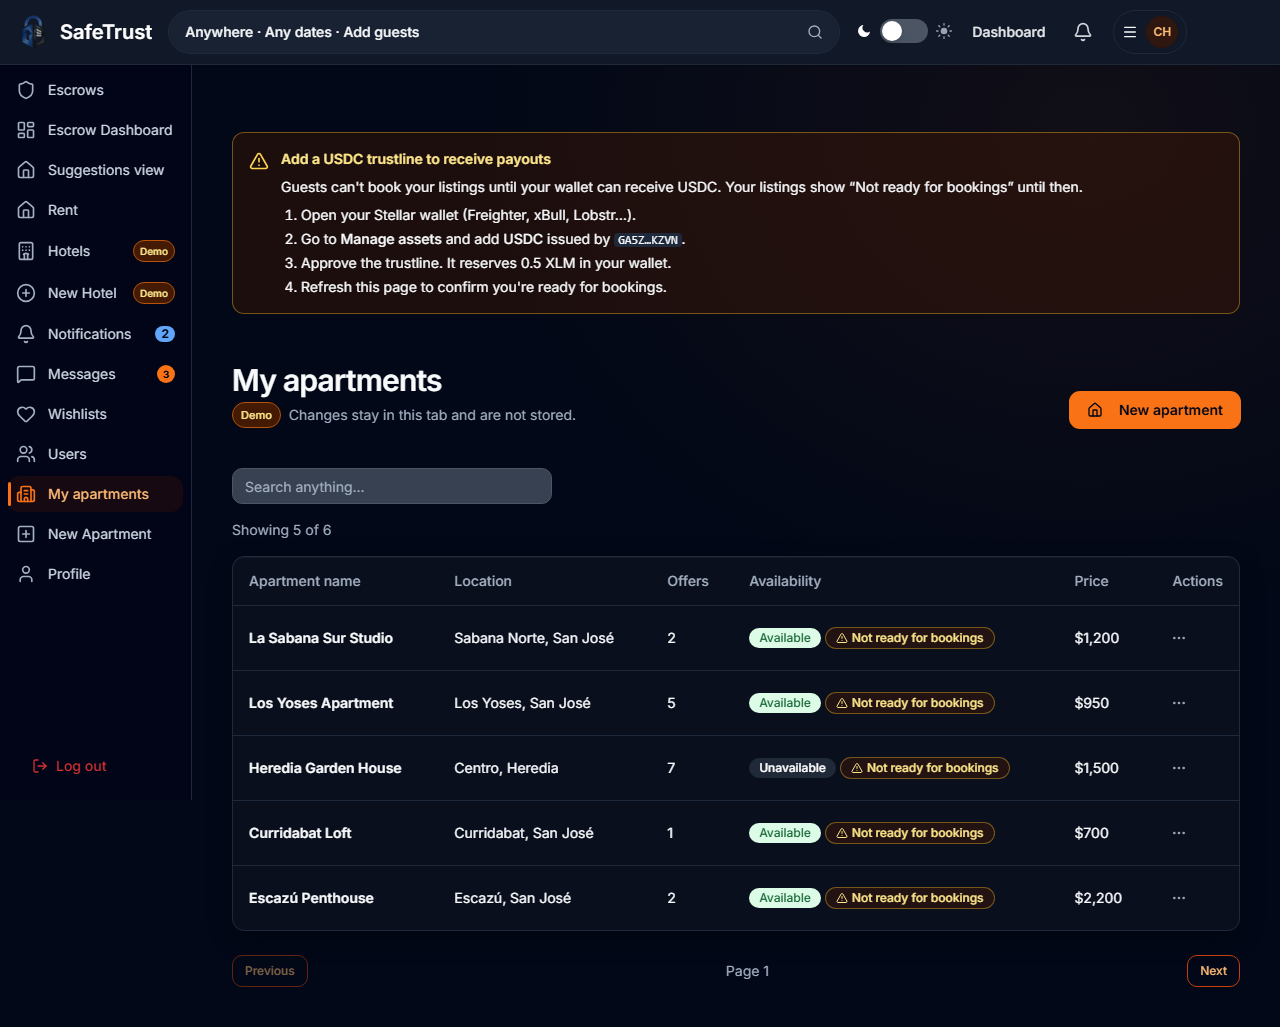 SafeTrust
Anywhere · Any dates · Add guests
Dashboard
CH
Escrows
Escrow Dashboard
Suggestions view
Rent
Hotels Demo
New Hotel Demo
Notifications 2
Messages 3
Wishlists
Users
My apartments
New Apartment
Profile
Log out
Add a USDC trustline to receive payouts
Guests can't book your listings until your wallet can receive USDC. Your listings show “Not ready for bookings” until then.
1. Open your Stellar wallet (Freighter, xBull, Lobstr…).
2. Go to Manage assets and add USDC issued by GA5Z…KZVN.
3. Approve the trustline. It reserves 0.5 XLM in your wallet.
4. Refresh this page to confirm you're ready for bookings.
My apartments
Demo Changes stay in this tab and are not stored.
New apartment
Search anything...
Showing 5 of 6
Apartment name Location Offers Availability Price Actions
La Sabana Sur Studio Sabana Norte, San José 2 Available Not ready for bookings $1,200 ...
Los Yoses Apartment Los Yoses, San José 5 Available Not ready for bookings $950 ...
Heredia Garden House Centro, Heredia 7 Unavailable Not ready for bookings $1,500 ...
Curridabat Loft Curridabat, San José 1 Available Not ready for bookings $700 ...
Escazú Penthouse Escazú, San José 2 Available Not ready for bookings $2,200 ...
Previous Page 1 Next